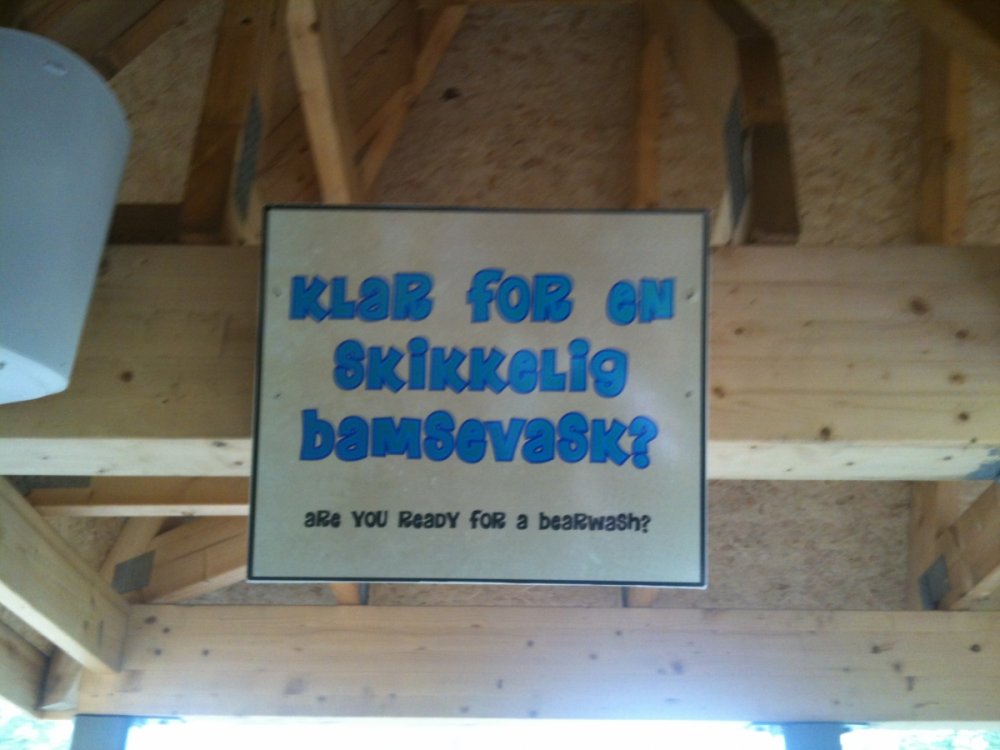 KLaR foR eN
SKiKKeLig
bamSevaSK?
aRe YOU ReaDY foR a beaRwaSh?